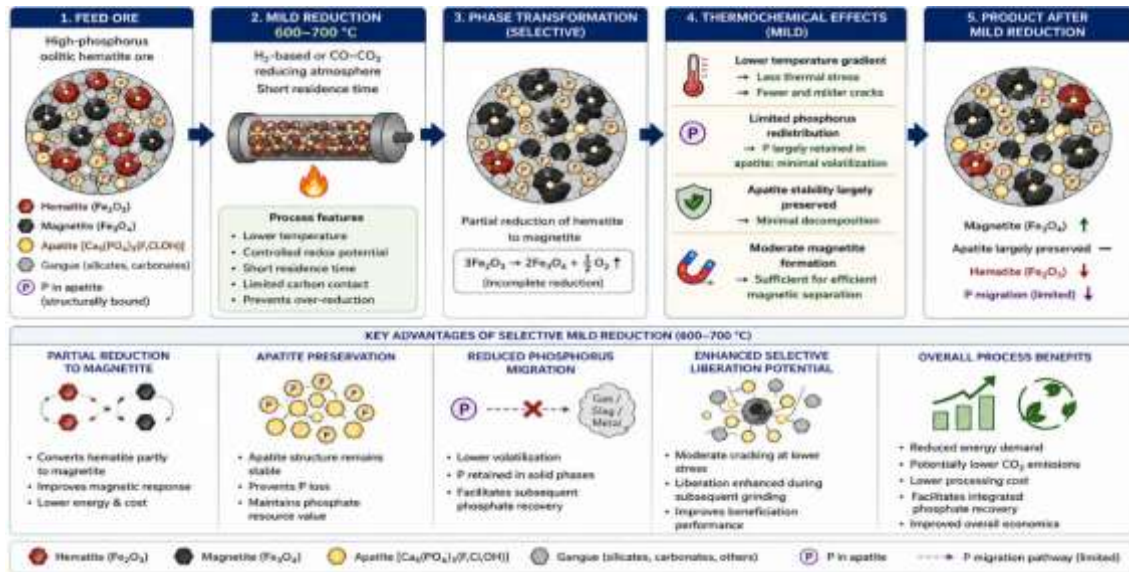 1. FEED ORE
High-phosphorus
oolitic hematite ore
Hematite (Fe₂O₃)
Magnetite (Fe₃O₄)
Apatite [Ca₅(PO₄)₃(F,Cl,OH)]
Gangue (silicates, carbonates)
P in apatite
(structurally bound)
2. MILD REDUCTION
600–700 °C
H₂-based or CO–CO₂
reducing atmosphere
Short residence time
Process features
• Lower temperature
• Controlled redox potential
• Short residence time
• Limited carbon contact
• Prevents over-reduction
3. PHASE TRANSFORMATION
(SELECTIVE)
Partial reduction of hematite
to magnetite
3Fe₂O₃ → 2Fe₃O₄ + ½ O₂ ↑
(Incomplete reduction)
4. THERMOCHEMICAL EFFECTS
(MILD)
Lower temperature gradient
→ Less thermal stress
→ Fewer and milder cracks
P
Limited phosphorus
redistribution
→ P largely retained in
apatite; minimal volatilization
Apatite stability largely
preserved
→ Minimal decomposition
Moderate magnetite
formation
→ Sufficient for efficient
magnetic separation
5. PRODUCT AFTER
MILD REDUCTION
Magnetite (Fe₃O₄) ↑
Apatite largely preserved —
Hematite (Fe₂O₃) ↓
P migration (limited) ↓
KEY ADVANTAGES OF SELECTIVE MILD REDUCTION (600–700 °C)
PARTIAL REDUCTION
TO MAGNETITE
• Converts hematite partly
to magnetite
• Improves magnetic response
• Lower energy & cost
APATITE PRESERVATION
• Apatite structure remains
stable
• Prevents P loss
• Maintains phosphate
resource value
REDUCED PHOSPHORUS
MIGRATION
P
Gas /
Slag /
Metal
• Lower volatilization
• P retained in solid phases
• Facilitates subsequent
phosphate recovery
ENHANCED SELECTIVE
LIBERATION POTENTIAL
• Moderate cracking at lower
stress
• Liberation enhanced during
subsequent grinding
• Improves beneficiation
performance
OVERALL PROCESS BENEFITS
• Reduced energy demand
• Potentially lower CO₂ emissions
• Lower processing cost
• Facilitates integrated
phosphate recovery
• Improved overall economics
Hematite (Fe₂O₃)
Magnetite (Fe₃O₄)
Apatite [Ca₅(PO₄)₃(F,Cl,OH)]
Gangue (silicates, carbonates, others)
P in apatite
P migration pathway (limited)